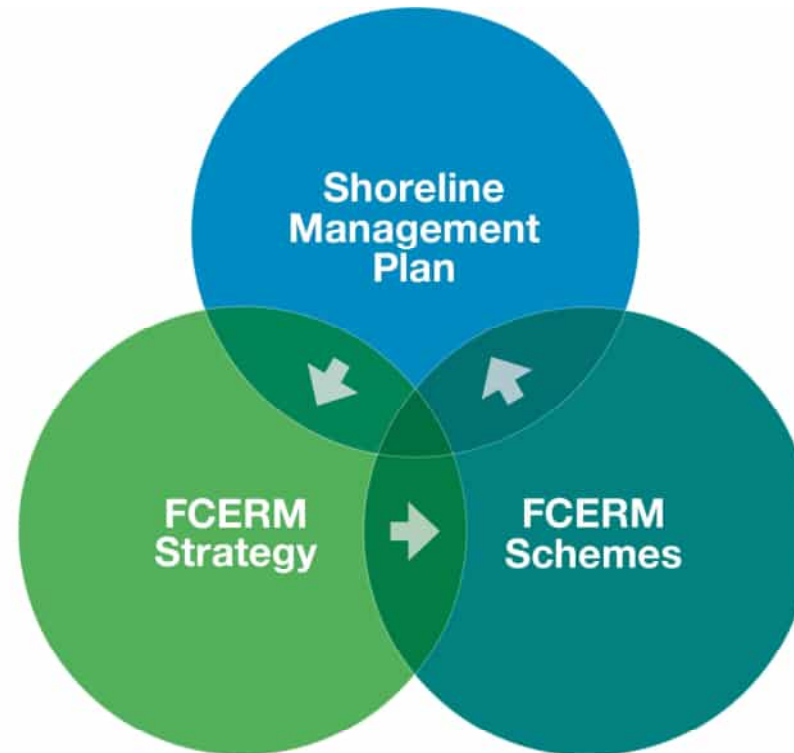 Shoreline
Management
Plan
FCERM
Strategy
FCERM
Schemes